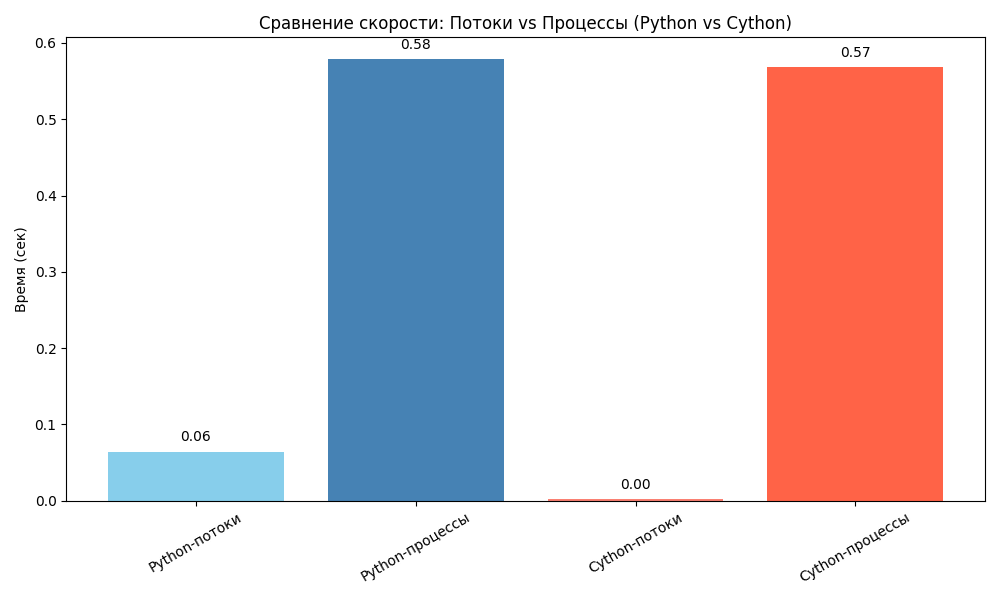 Сравнение скорости: Потоки vs Процессы (Python vs Cython)
Время (сек)
0.6
0.5
0.4
0.3
0.2
0.1
0.0
0.06
0.58
0.00
0.57
Python-потоки
Python-процессы
Cython-потоки
Cython-процессы